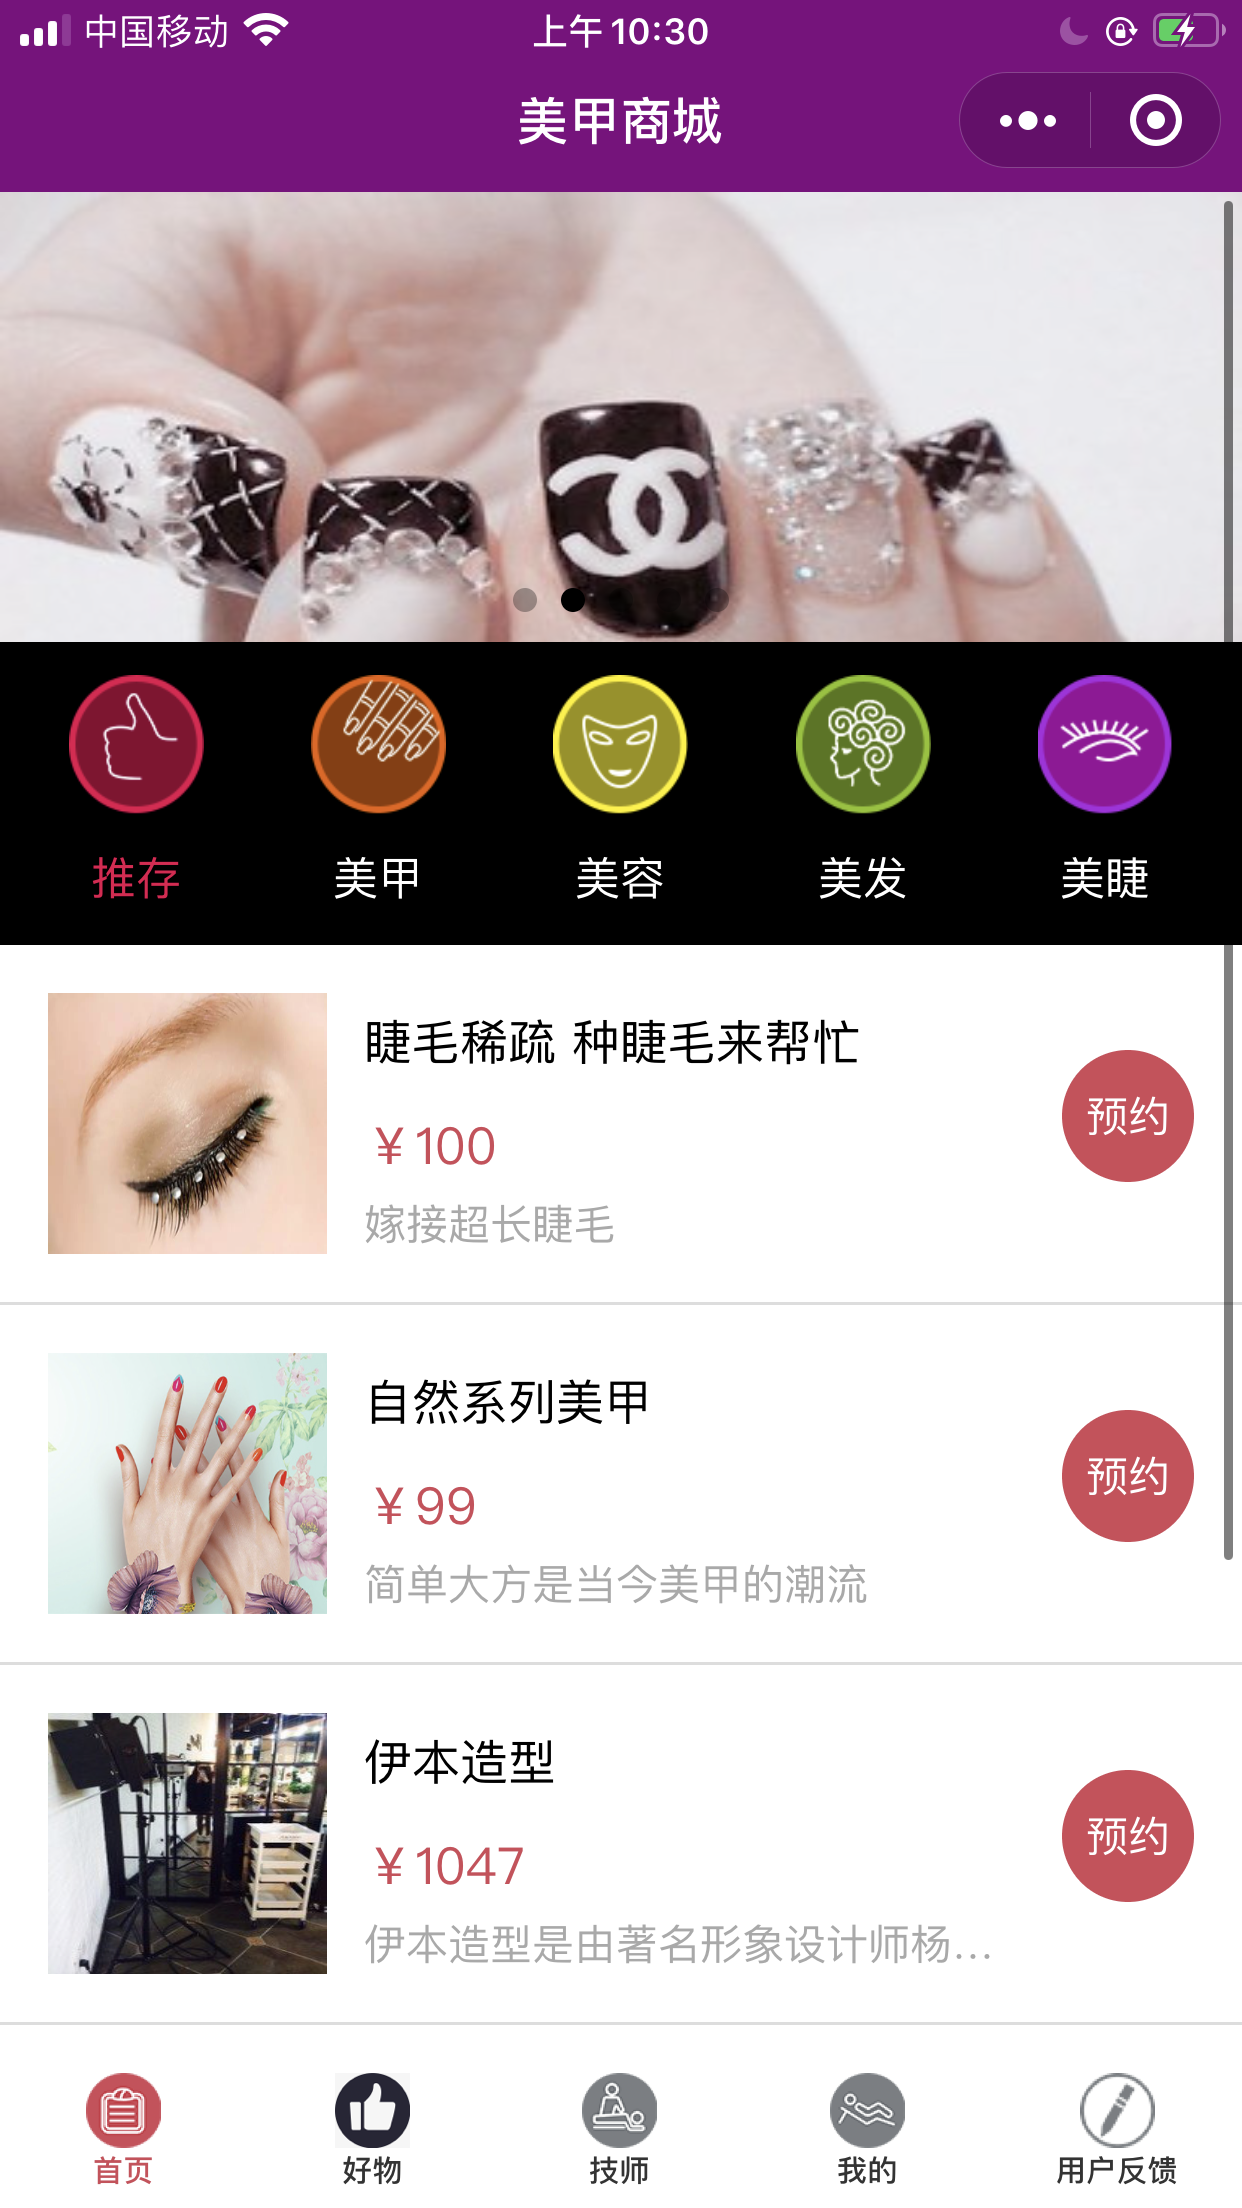 中国移动
上午10:30
美甲商城
推存
美甲
美容
美发
美睫
睫毛稀疏 种睫毛来帮忙
¥100
嫁接超长睫毛
预约
自然系列美甲
¥99
简单大方是当今美甲的潮流
预约
伊本造型
¥1047
伊本造型是由著名形象设计师杨...
预约
首页
好物
技师
我的
用户反馈